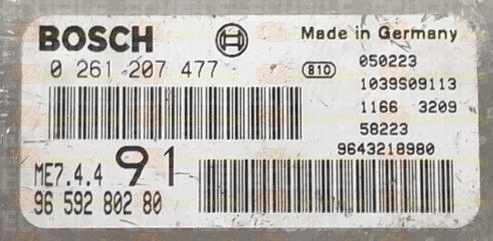 BOSCH
Made in Germany
0 261 207 477
810
050223
1039S09113
1166 3209
58223
9643218980
ME7.4.4 91
96 592 802 80